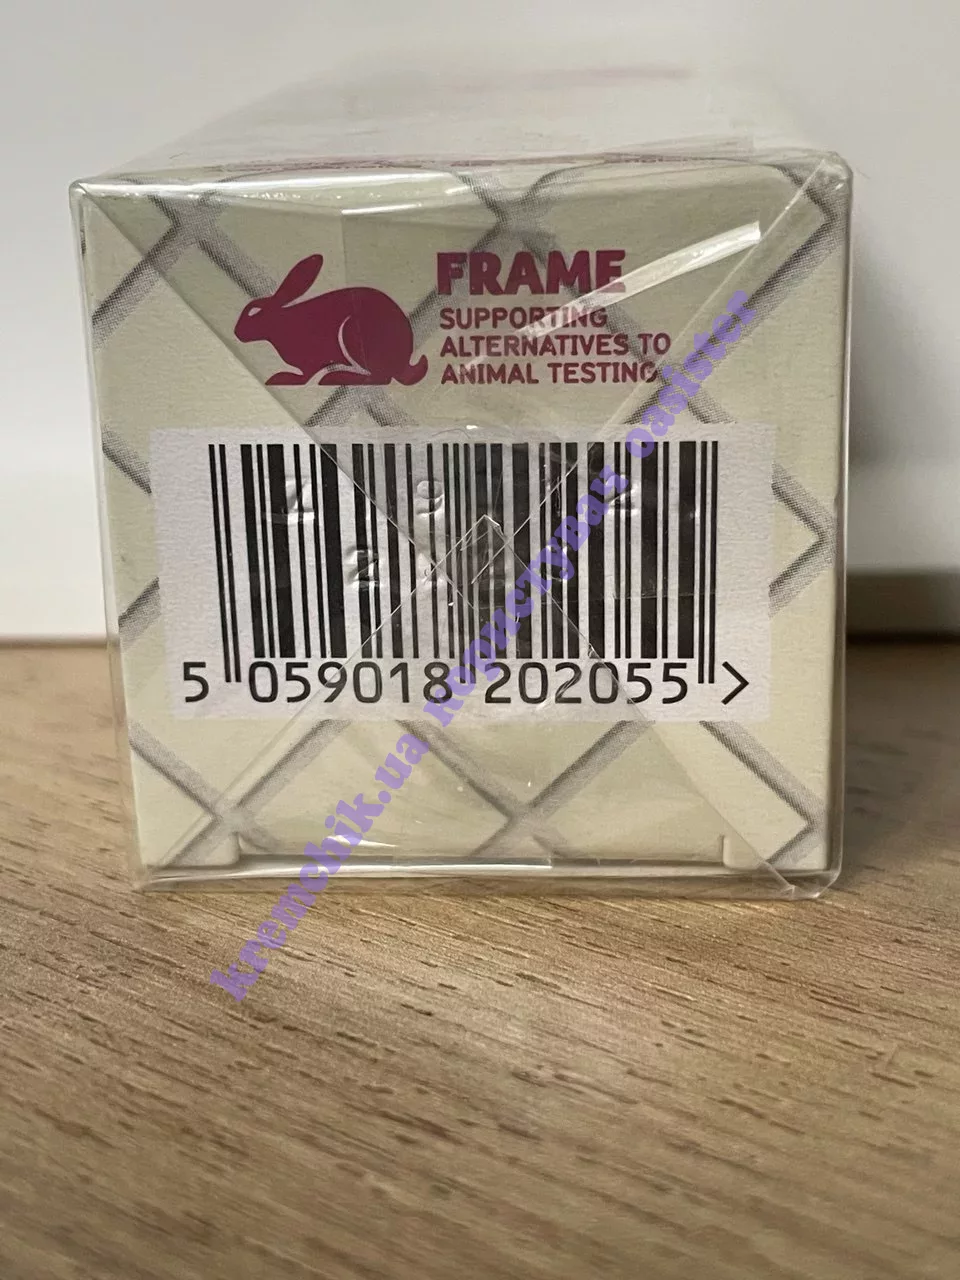 FRAME
SUPPORTING
ALTERNATIVES TO
ANIMAL TESTING
5 059018 202055 >
kremchik.ua користувач oasister